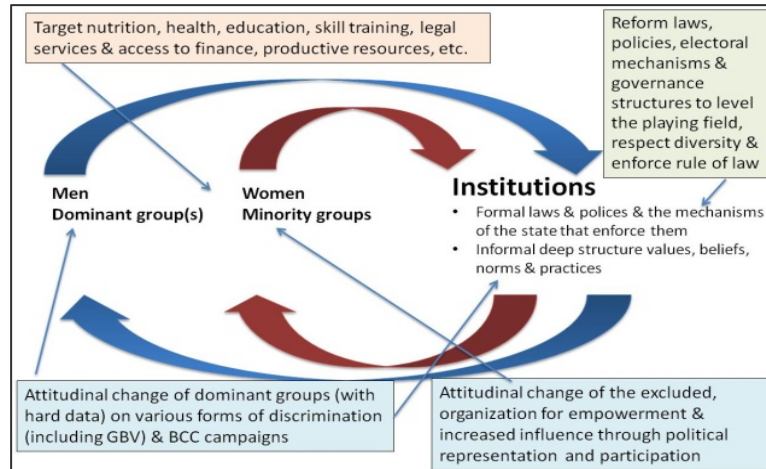 Target nutrition, health, education, skill training, legal
services & access to finance, productive resources, etc.
Reform laws,
policies, electoral
mechanisms &
governance
structures to level
the playing field,
respect diversity &
enforce rule of law
Men
Dominant group(s)
Women
Minority groups
Institutions
• Formal laws & polices & the mechanisms
of the state that enforce them
• Informal deep structure values, beliefs,
norms & practices
Attitudinal change of dominant groups (with
hard data) on various forms of discrimination
(including GBV) & BCC campaigns
Attitudinal change of the excluded,
organization for empowerment &
increased influence through political
representation and participation